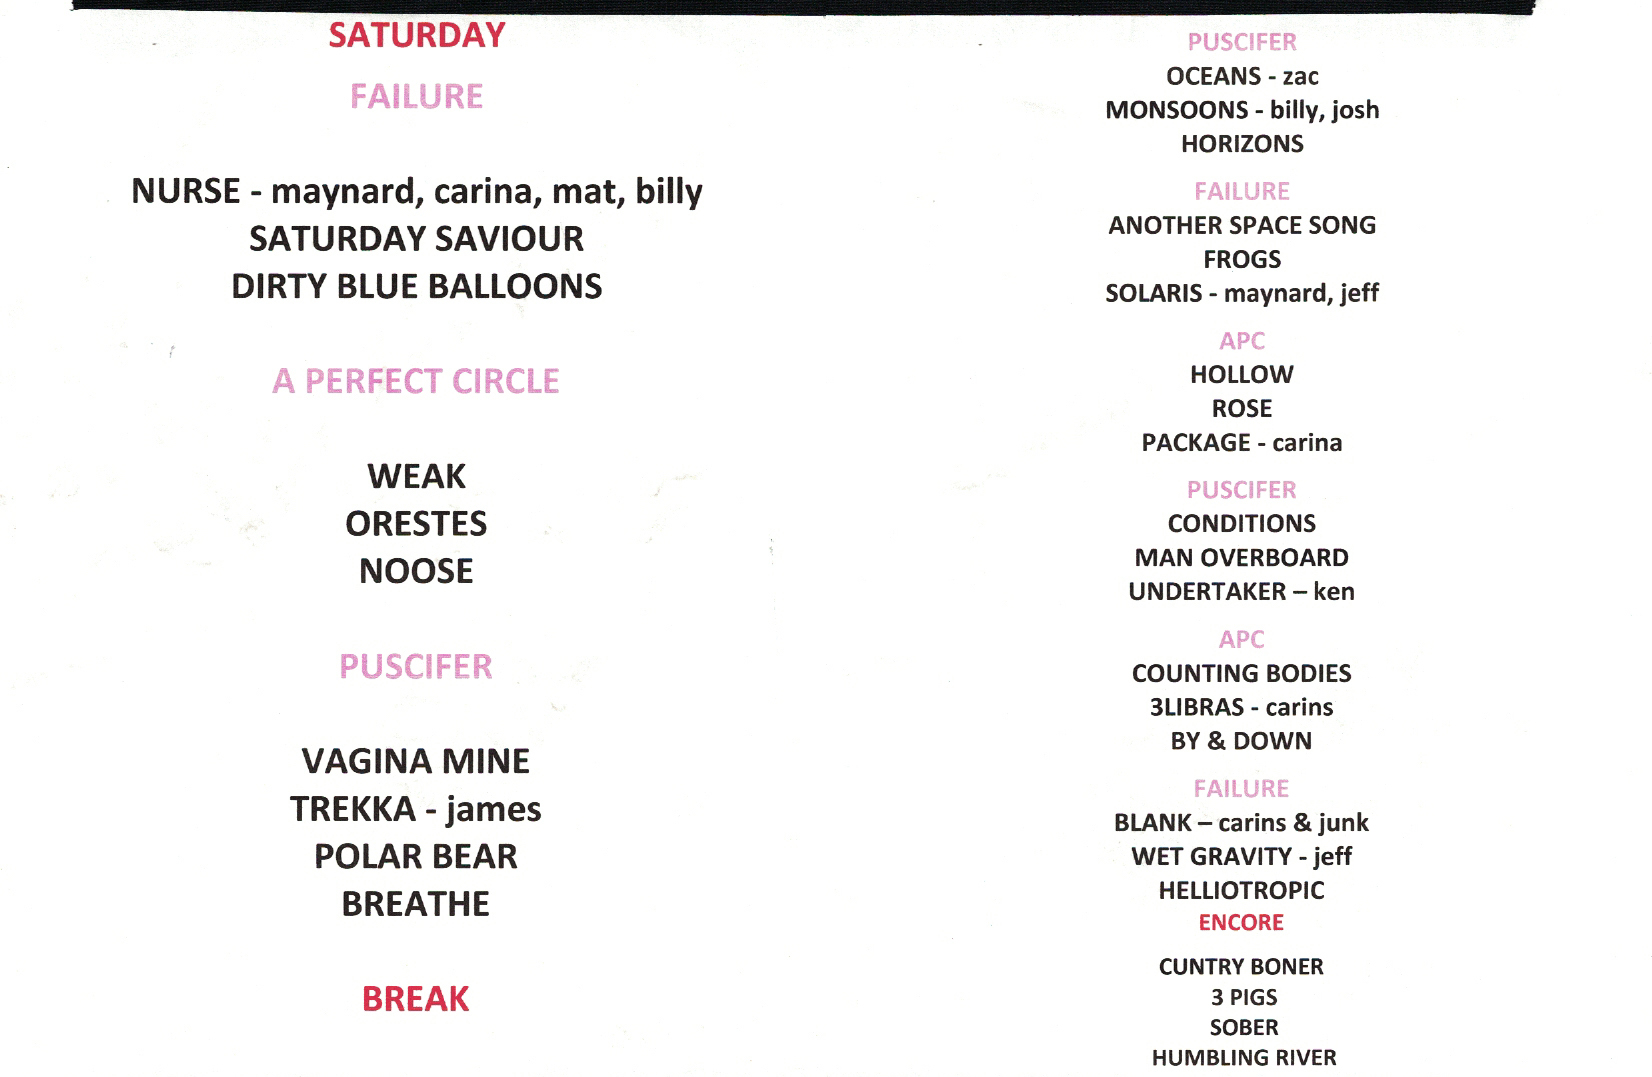 SATURDAY
FAILURE
NURSE - maynard, carina, mat, billy
SATURDAY SAVIOUR
DIRTY BLUE BALLOONS
A PERFECT CIRCLE
WEAK
ORESTES
NOOSE
PUSCIFER
VAGINA MINE
TREKKA - james
POLAR BEAR
BREATHE
BREAK
PUSCIFER
OCEANS - zac
MONSOONS - billy, josh
HORIZONS
FAILURE
ANOTHER SPACE SONG
FROGS
SOLARIS - maynard, jeff
APC
HOLLOW
ROSE
PACKAGE - carina
PUSCIFER
CONDITIONS
MAN OVERBOARD
UNDERTAKER – ken
APC
COUNTING BODIES
3LIBRAS - carins
BY & DOWN
FAILURE
BLANK – carins & junk
WET GRAVITY - jeff
HELLIOTROPIC
ENCORE
CUNTRY BONER
3 PIGS
SOBER
HUMBLING RIVER